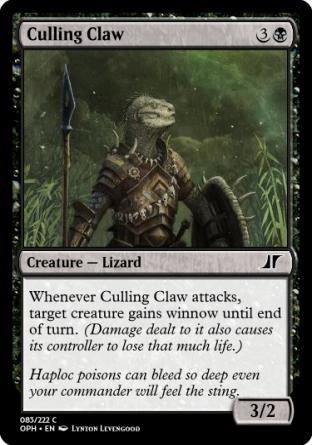 Culling Claw 3
Creature — Lizard
Whenever Culling Claw attacks,
target creature gains winnow until end
of turn. (Damage dealt to it also causes
its controller to lose that much life.)
Haploc poisons can bleed so deep even
your commander will feel the sting.
3/2
083/222 C
OPH • EN Lynton Levengood